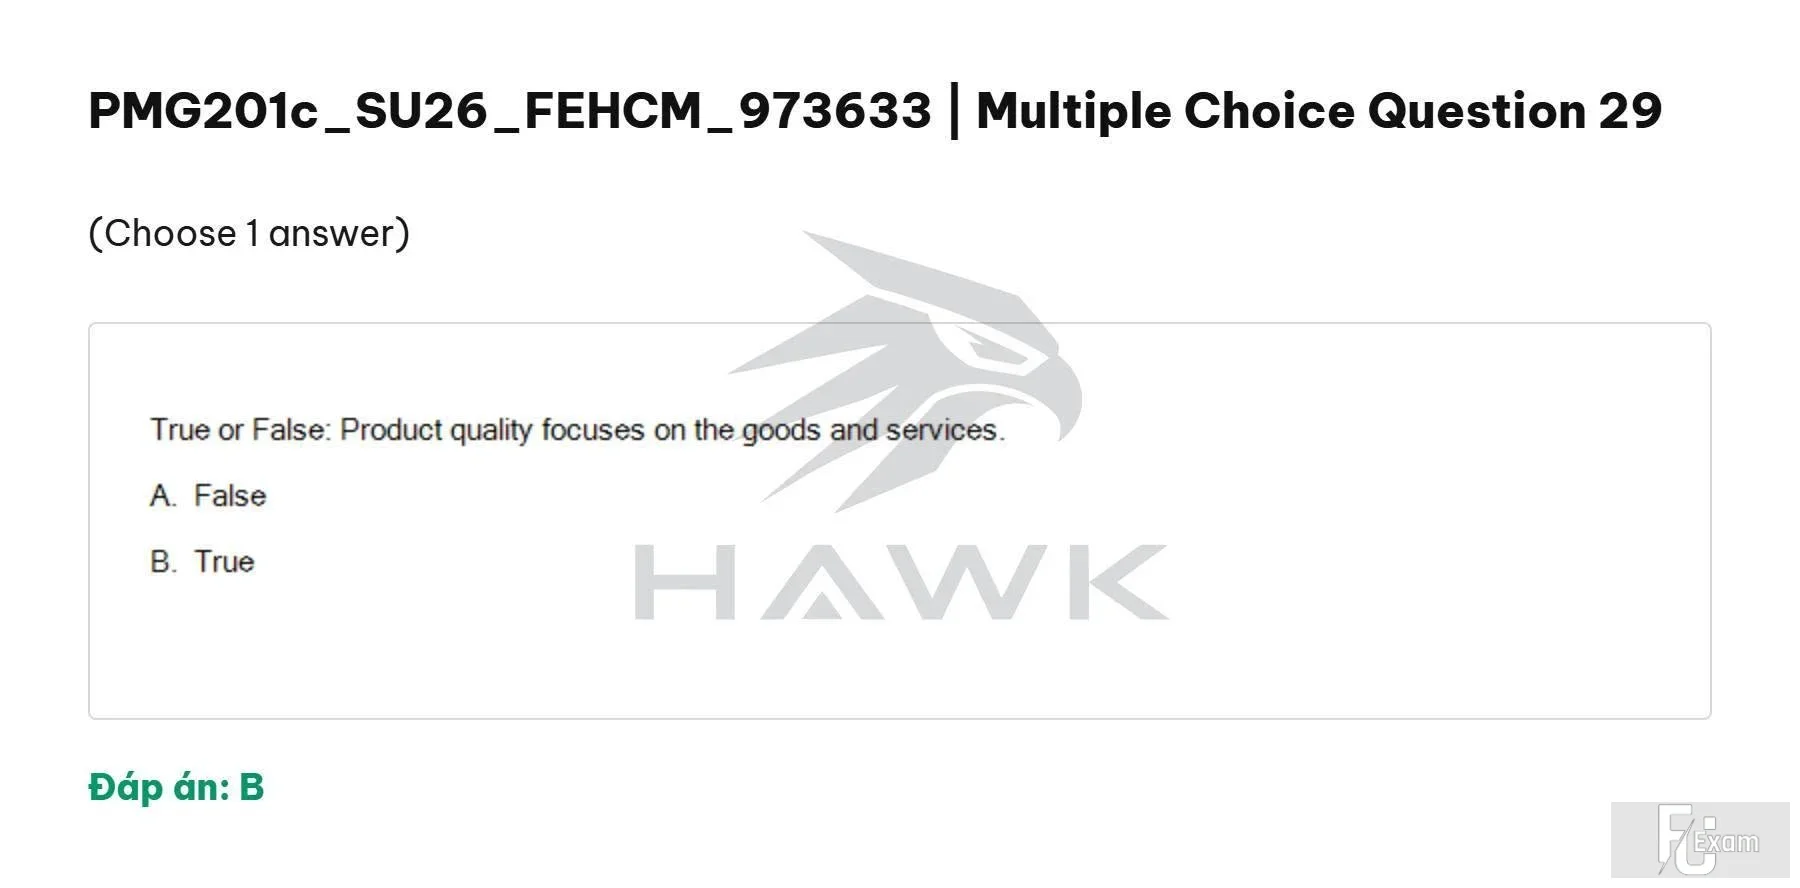 PMG201c_SU26_FEHCM_973633 | Multiple Choice Question 29
(Choose 1 answer)
True or False: Product quality focuses on the goods and services.
A. False
B. True
HAWK
Đáp án: B
FU Exam